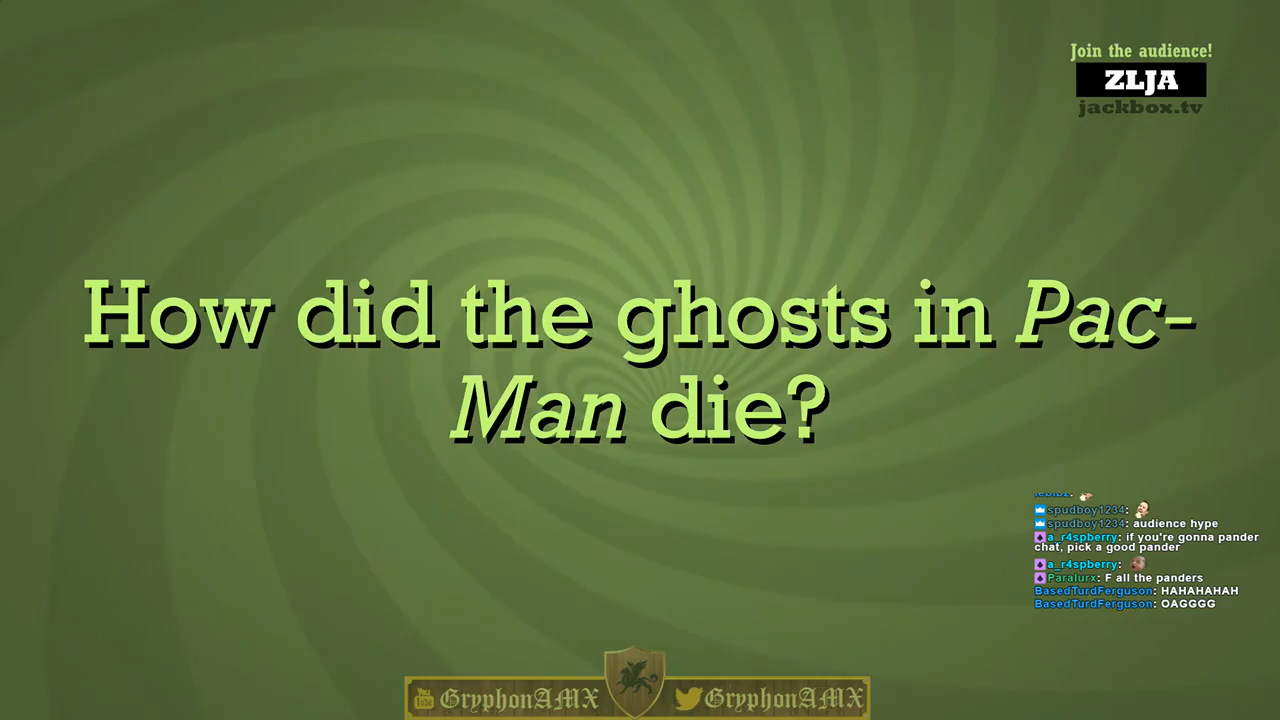 Join the audience!
ZLJA
jackbox.tv
How did the ghosts in Pac-
Man die?
spudboy1234:
spudboy1234: audience hype
a_r4spberry: if you're gonna pander
chat, pick a good pander
a_r4spberry:
Paralurx: F all the panders
BasedTurdFerguson: HAHAHAHAH
BasedTurdFerguson: OAGGGG
You Tube GryphonAMX GryphonAMX